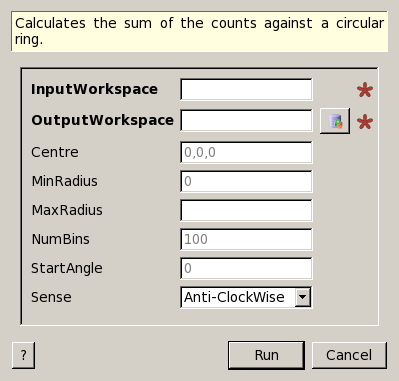 Calculates the sum of the counts against a circular
ring.
InputWorkspace *
OutputWorkspace *
Centre 0,0,0
MinRadius 0
MaxRadius
NumBins 100
StartAngle 0
Sense Anti-ClockWise
? Run Cancel